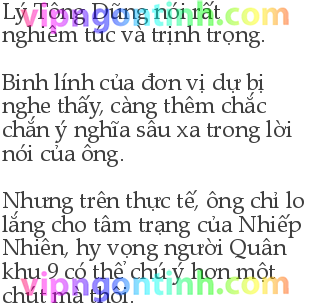 vipngontinh.com
Lý Tông Dũng nói rất
nghiêm túc và trịnh trọng.
Binh lính của đơn vị dự bị
nghe thấy, càng thêm chắc
chắn ý nghĩa sâu xa trong lời
nói của ông.
Nhưng trên thực tế, ông chỉ lo
lắng cho tâm trạng của Nhiếp
Nhiên, hy vọng người Quân
khu 9 có thể chú ý hơn một
vipngontinh.com
chút mà thôi.